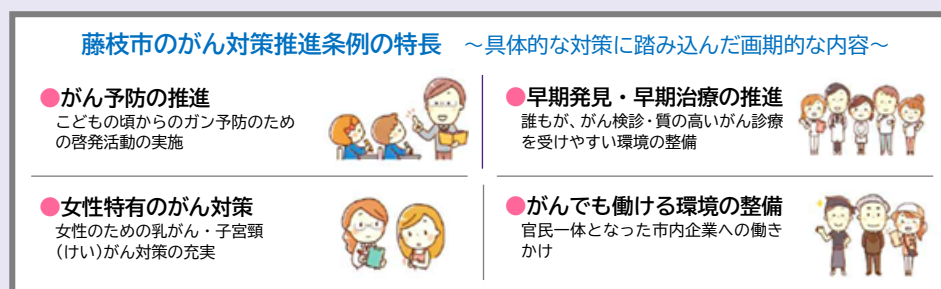 藤枝市のがん対策推進条例の特長 ～具体的な対策に踏み込んだ画期的な内容～
●がん予防の推進
こどもの頃からのガン予防のため
の啓発活動の実施
●早期発見・早期治療の推進
誰もが、がん検診・質の高いがん診療
を受けやすい環境の整備
●女性特有のがん対策
女性のための乳がん・子宮頸
(けい)がん対策の充実
●がんでも働ける環境の整備
官民一体となった市内企業への働き
かけ